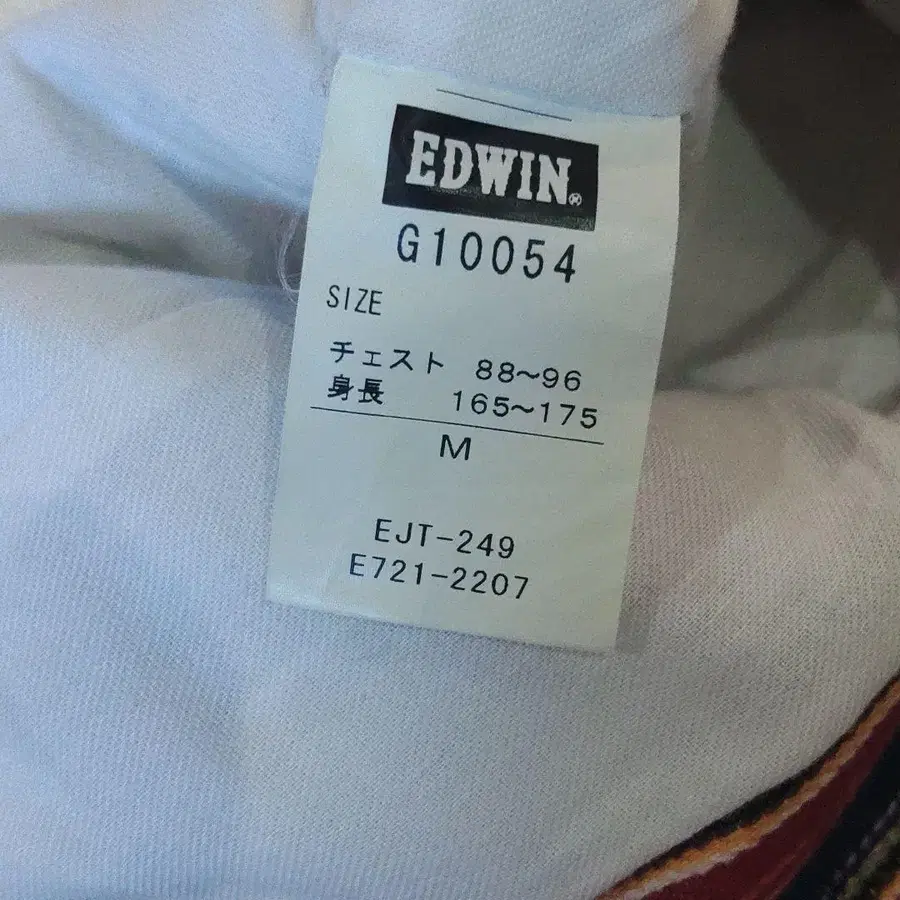 EDWIN®
G10054
SIZE
チェスト 88～96
身長 165～175
M
EJT-249
E721-2207